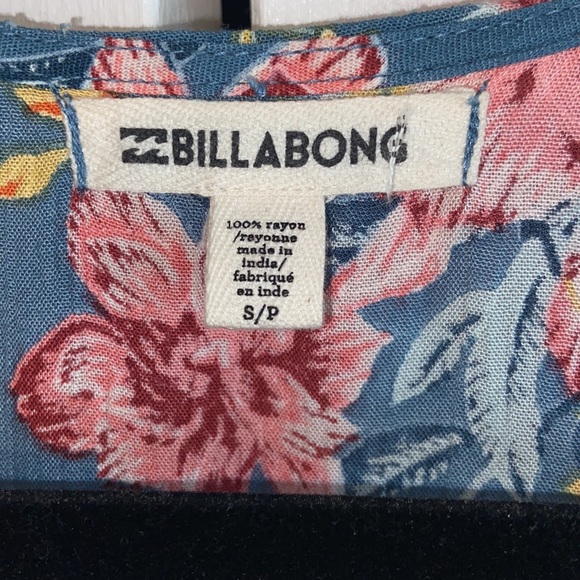 BILLABONG
100% rayon
/rayonne
made in
india/
fabriqué
en inde
S/P